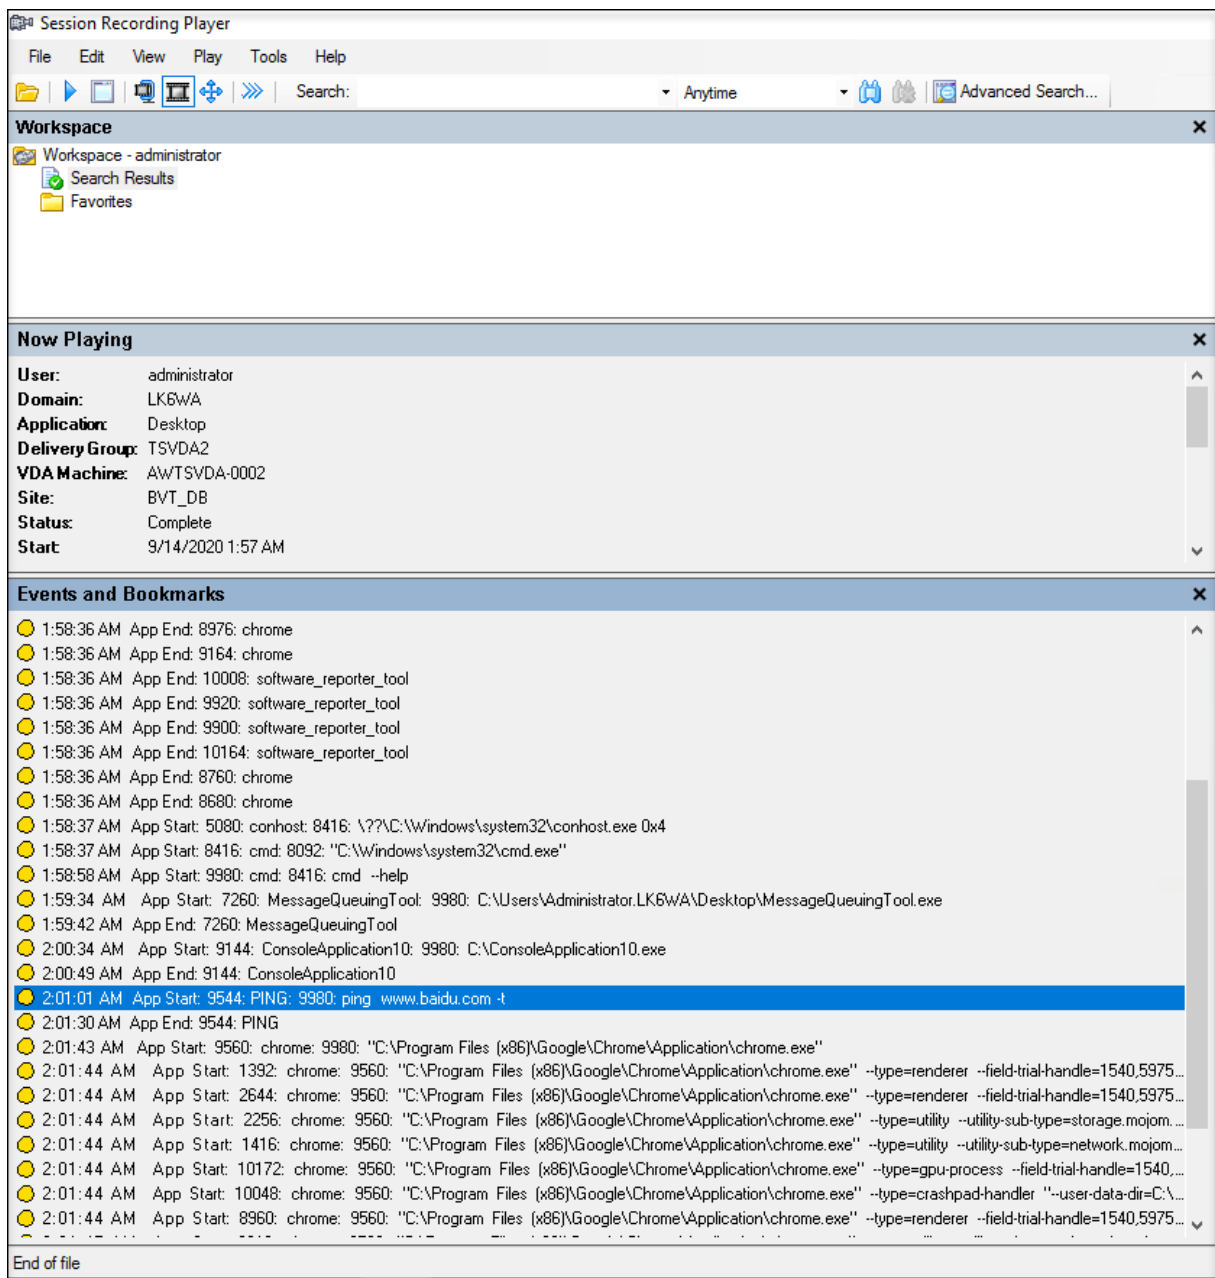 Session Recording Player
File Edit View Play Tools Help
Search: Anytime Advanced Search...
Workspace
Workspace - administrator
Search Results
Favorites
Now Playing
User: administrator
Domain: LK6WA
Application: Desktop
Delivery Group: TSVDA2
VDA Machine: AWTSVDA-0002
Site: BVT_DB
Status: Complete
Start: 9/14/2020 1:57 AM
Events and Bookmarks
1:58:36 AM App End: 8976: chrome
1:58:36 AM App End: 9164: chrome
1:58:36 AM App End: 10008: software_reporter_tool
1:58:36 AM App End: 9920: software_reporter_tool
1:58:36 AM App End: 9900: software_reporter_tool
1:58:36 AM App End: 10164: software_reporter_tool
1:58:36 AM App End: 8760: chrome
1:58:36 AM App End: 8680: chrome
1:58:37 AM App Start: 5080: conhost: 8416: \??\C:\Windows\system32\conhost.exe 0x4
1:58:37 AM App Start: 8416: cmd: 8092: "C:\Windows\system32\cmd.exe"
1:58:58 AM App Start: 9980: cmd: 8416: cmd --help
1:59:34 AM App Start: 7260: MessageQueuingTool: 9980: C:\Users\Administrator.LK6WA\Desktop\MessageQueuingTool.exe
1:59:42 AM App End: 7260: MessageQueuingTool
2:00:34 AM App Start: 9144: ConsoleApplication10: 9980: C:\ConsoleApplication10.exe
2:00:49 AM App End: 9144: ConsoleApplication10
2:01:01 AM App Start: 9544: PING: 9980: ping www.baidu.com -t
2:01:30 AM App End: 9544: PING
2:01:43 AM App Start: 9560: chrome: 9980: "C:\Program Files (x86)\Google\Chrome\Application\chrome.exe"
2:01:44 AM App Start: 1392: chrome: 9560: "C:\Program Files (x86)\Google\Chrome\Application\chrome.exe" --type=renderer --field-trial-handle=1540,5975...
2:01:44 AM App Start: 2644: chrome: 9560: "C:\Program Files (x86)\Google\Chrome\Application\chrome.exe" --type=renderer --field-trial-handle=1540,5975...
2:01:44 AM App Start: 2256: chrome: 9560: "C:\Program Files (x86)\Google\Chrome\Application\chrome.exe" --type=utility --utility-sub-type=storage.mojom....
2:01:44 AM App Start: 1416: chrome: 9560: "C:\Program Files (x86)\Google\Chrome\Application\chrome.exe" --type=utility --utility-sub-type=network.mojom...
2:01:44 AM App Start: 10172: chrome: 9560: "C:\Program Files (x86)\Google\Chrome\Application\chrome.exe" --type=gpu-process --field-trial-handle=1540,...
2:01:44 AM App Start: 10048: chrome: 9560: "C:\Program Files (x86)\Google\Chrome\Application\chrome.exe" --type=crashpad-handler "--user-data-dir=C:\...
2:01:44 AM App Start: 8960: chrome: 9560: "C:\Program Files (x86)\Google\Chrome\Application\chrome.exe" --type=renderer --field-trial-handle=1540,5975...
End of file